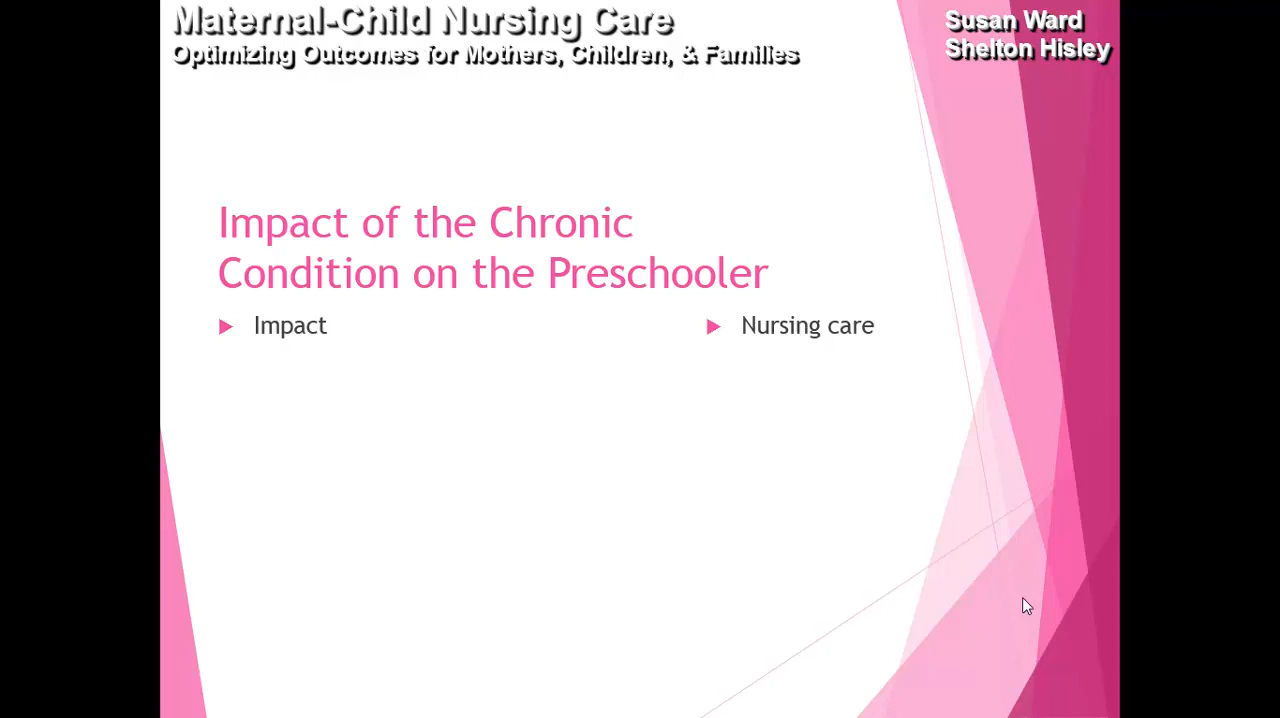 Maternal-Child Nursing Care
Optimizing Outcomes for Mothers, Children, & Families
Susan Ward
Shelton Hisley
Impact of the Chronic
Condition on the Preschooler
Impact
Nursing care